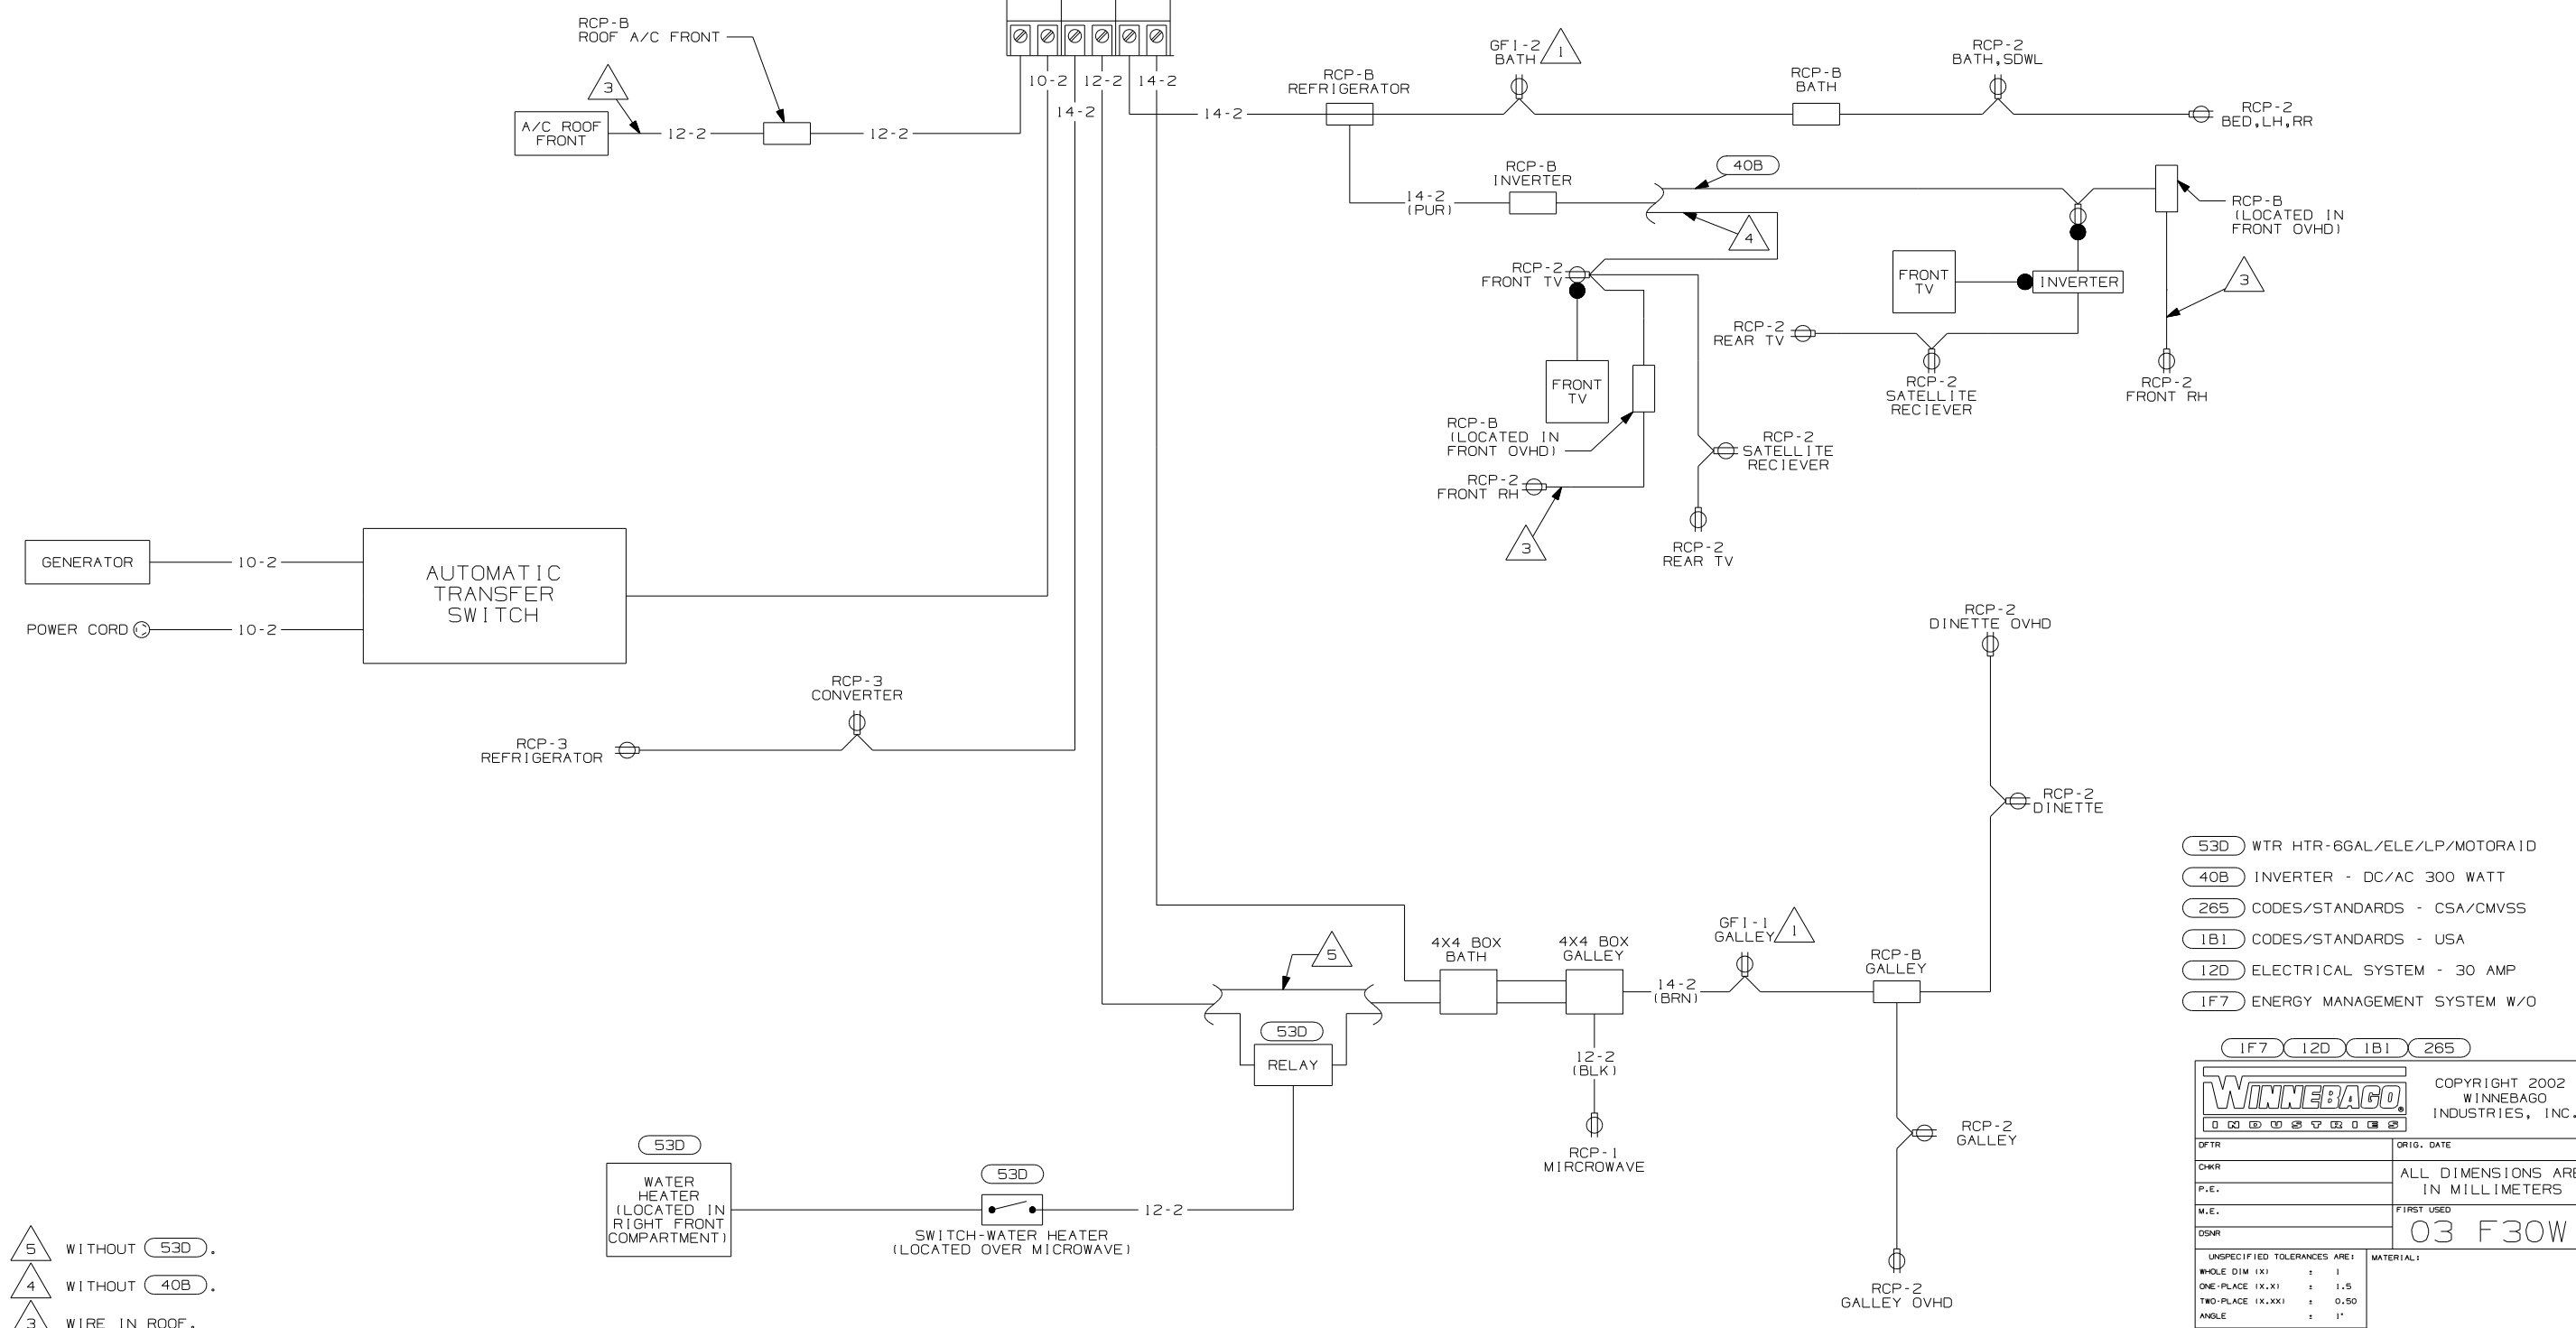 RCP-B
ROOF A/C FRONT
3
A/C ROOF
FRONT
12-2
12-2
10-2
12-2
14-2
14-2
14-2
RCP-B
REFRIGERATOR
GFI-2
BATH
1
RCP-B
BATH
RCP-2
BATH,SDWL
RCP-2
BED,LH,RR
14-2
(PUR)
RCP-B
INVERTER
40B
4
RCP-B
(LOCATED IN
FRONT OVHD)
RCP-2
FRONT TV
FRONT
TV
INVERTER
3
RCP-2
REAR TV
FRONT
TV
RCP-2
SATELLITE
RECIEVER
RCP-2
FRONT RH
RCP-B
(LOCATED IN
FRONT OVHD)
RCP-2
SATELLITE
RECIEVER
RCP-2
FRONT RH
3
RCP-2
REAR TV
GENERATOR
10-2
AUTOMATIC
TRANSFER
SWITCH
POWER CORD
10-2
RCP-3
CONVERTER
RCP-3
REFRIGERATOR
RCP-2
DINETTE OVHD
RCP-2
DINETTE
5
53D
RELAY
4X4 BOX
BATH
4X4 BOX
GALLEY
14-2
(BRN)
GFI-1
GALLEY
1
RCP-B
GALLEY
12-2
(BLK)
RCP-1
MIRCROWAVE
RCP-2
GALLEY
RCP-2
GALLEY OVHD
53D
WATER
HEATER
(LOCATED IN
RIGHT FRONT
COMPARTMENT)
53D
12-2
SWITCH-WATER HEATER
(LOCATED OVER MICROWAVE)
5 WITHOUT 53D.
4 WITHOUT 40B.
3 WIRE IN ROOF.
53D WTR HTR-6GAL/ELE/LP/MOTORAID
40B INVERTER - DC/AC 300 WATT
265 CODES/STANDARDS - CSA/CMVSS
1B1 CODES/STANDARDS - USA
12D ELECTRICAL SYSTEM - 30 AMP
1F7 ENERGY MANAGEMENT SYSTEM W/O
1F7 12D 1B1 265
WINNEBAGO®
INDUSTRIES
COPYRIGHT 2002
WINNEBAGO
INDUSTRIES, INC.
DFTR
ORIG. DATE
CHKR
ALL DIMENSIONS ARE
IN MILLIMETERS
P.E.
M.E.
FIRST USED
DSNR
03 F30W
UNSPECIFIED TOLERANCES ARE:
MATERIAL:
WHOLE DIM (X) ± 1
ONE-PLACE (X.X) ± 1.5
TWO-PLACE (X.XX) ± 0.50
ANGLE ± 1°